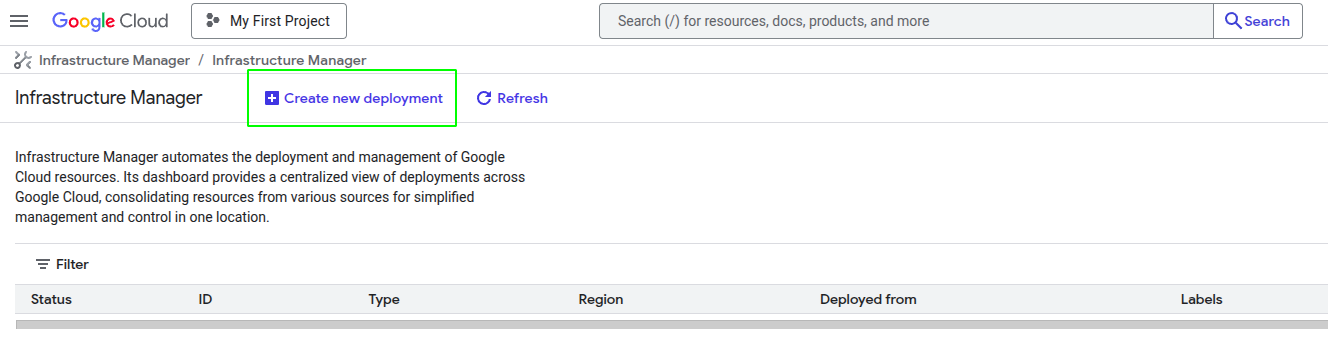 Google Cloud My First Project Search (/) for resources, docs, products, and more Search
Infrastructure Manager / Infrastructure Manager
Infrastructure Manager Create new deployment Refresh
Infrastructure Manager automates the deployment and management of Google
Cloud resources. Its dashboard provides a centralized view of deployments across
Google Cloud, consolidating resources from various sources for simplified
management and control in one location.
Filter
Status ID Type Region Deployed from Labels